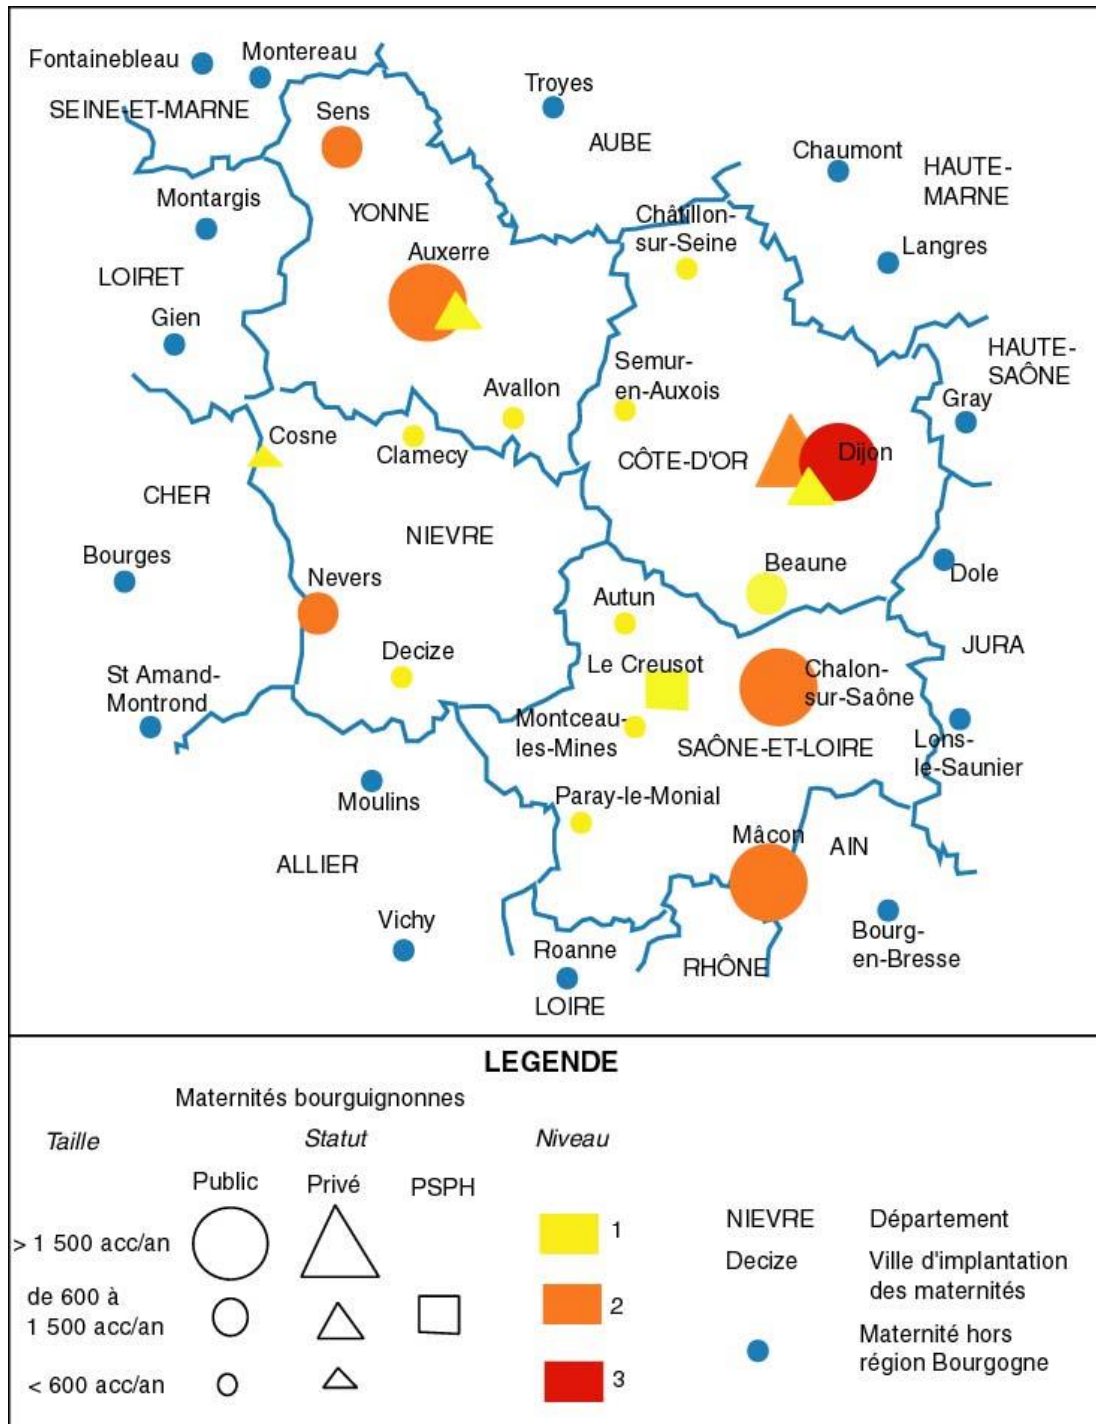 Fontainebleau
Montereau
SEINE-ET-MARNE
Sens
Troyes
AUBE
Chaumont
HAUTE-
MARNE
Montargis
YONNE
Châtillon-
sur-Seine
Langres
Auxerre
LOIRET
Gien
HAUTE-
SAÔNE
Semur-
en-Auxois
Avallon
Gray
Cosne
Clamecy
CÔTE-D'OR
Dijon
CHER
NIEVRE
Bourges
Nevers
Beaune
Dole
Autun
JURA
Decize
Le Creusot
Chalon-
sur-Saône
St Amand-
Montrond
Montceau-
les-Mines
SAÔNE-ET-LOIRE
Lons-
le-Saunier
Moulins
Paray-le-Monial
Mâcon
AIN
ALLIER
Vichy
Roanne
RHÔNE
Bourg-
en-Bresse
LOIRE
LEGENDE
Maternités bourguignonnes
Taille
Statut
Niveau
Public
Privé
PSPH
> 1 500 acc/an
de 600 à
1 500 acc/an
< 600 acc/an
1
2
3
NIEVRE
Département
Decize
Ville d'implantation
des maternités
Maternité hors
région Bourgogne